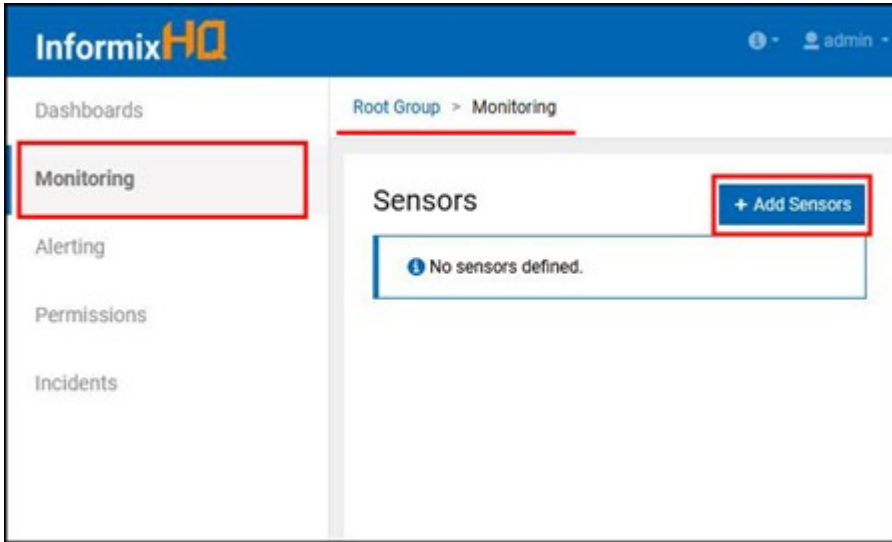 InformixHQ
admin
Dashboards
Root Group > Monitoring
Monitoring
Sensors
+ Add Sensors
Alerting
No sensors defined.
Permissions
Incidents